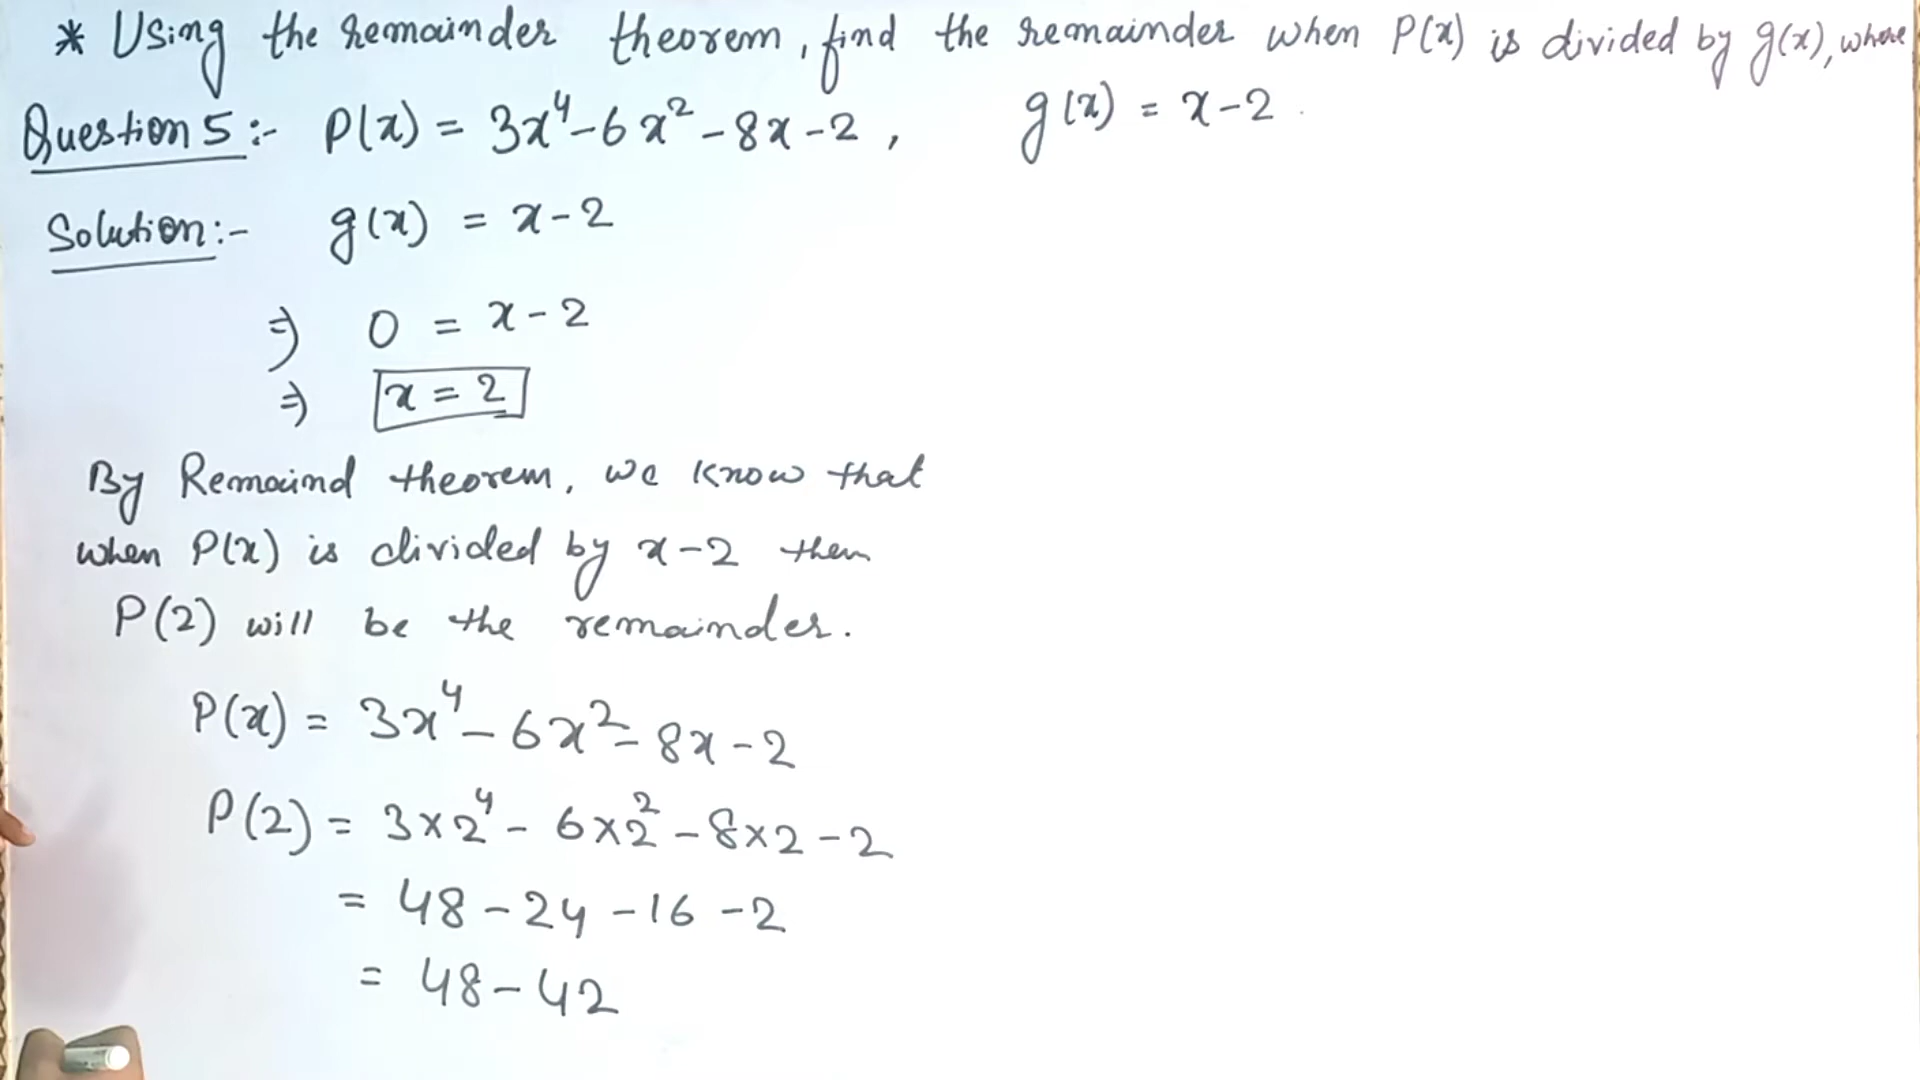 * Using the remainder theorem, find the remainder when P(x) is divided by g(x), where
Question 5:- P(x) = 3x⁴-6x²-8x-2, g(x) = x-2.
Solution:- g(x) = x-2
⇒ 0 = x-2
⇒ x = 2
By Remaind theorem, we know that
when P(x) is divided by x-2 then
P(2) will be the remainder.
P(x) = 3x⁴-6x²-8x-2
P(2) = 3×2⁴-6×2²-8×2-2
= 48-24-16-2
= 48-42